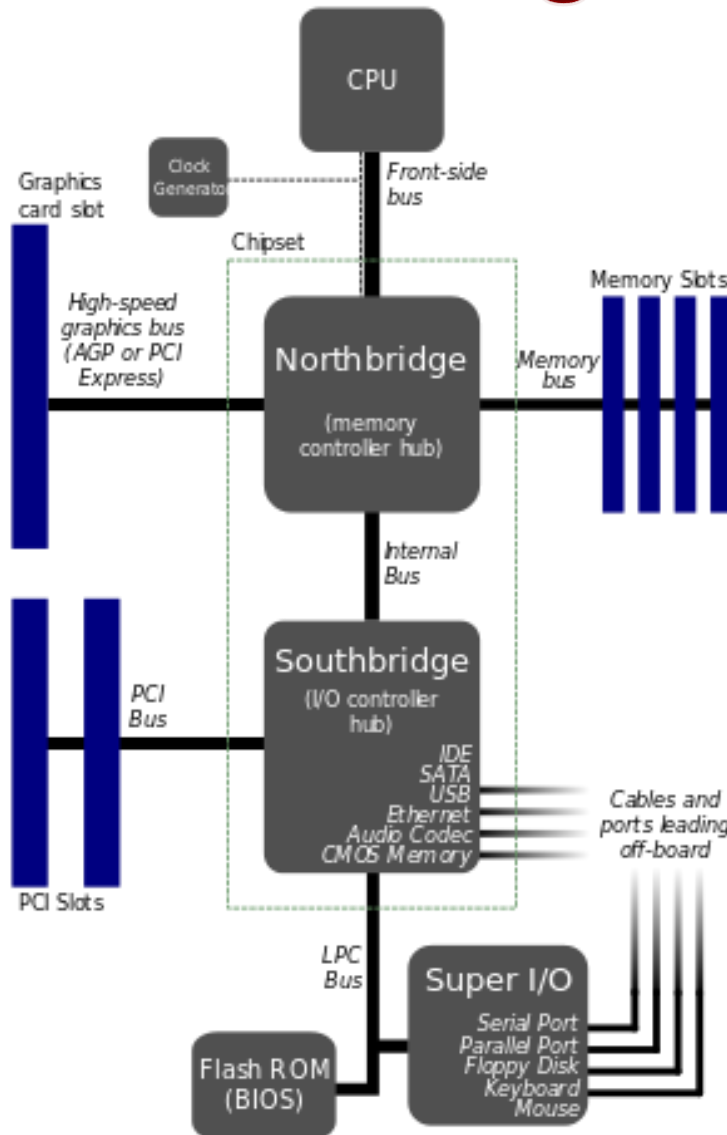 CPU
Clock
Generato
Front-side
bus
Graphics
card slot
Chipset
High-speed
graphics bus
(AGP or PCI
Express)
Northbridge
(memory
controller hub)
Memory
bus
Memory Slots
Internal
Bus
Southbridge
(I/O controller
hub)
PCI
Bus
IDE
SATA
USB
Ethernet
Audio Codec
CMOS Memory
Cables and
ports leading
off-board
PCI Slots
LPC
Bus
Super I/O
Serial Port
Parallel Port
Floppy Disk
Keyboard
Mouse
Flash ROM
(BIOS)